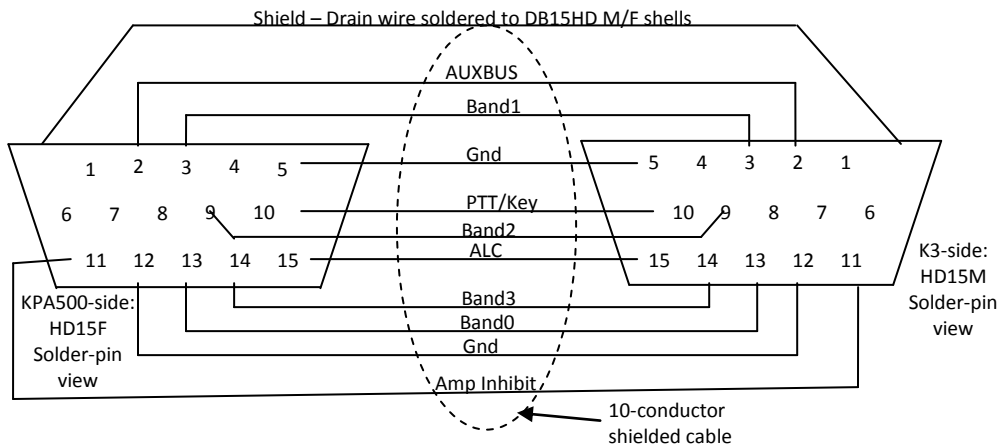 Shield – Drain wire soldered to DB15HD M/F shells
AUXBUS
Band1
Gnd
1 2 3 4 5
5 4 3 2 1
PTT/Key
6 7 8 9 10
10 9 8 7 6
Band2
ALC
11 12 13 14 15
15 14 13 12 11
KPA500-side:
HD15F
Solder-pin
view
K3-side:
HD15M
Solder-pin
view
Band3
Band0
Gnd
Amp Inhibit
10-conductor
shielded cable